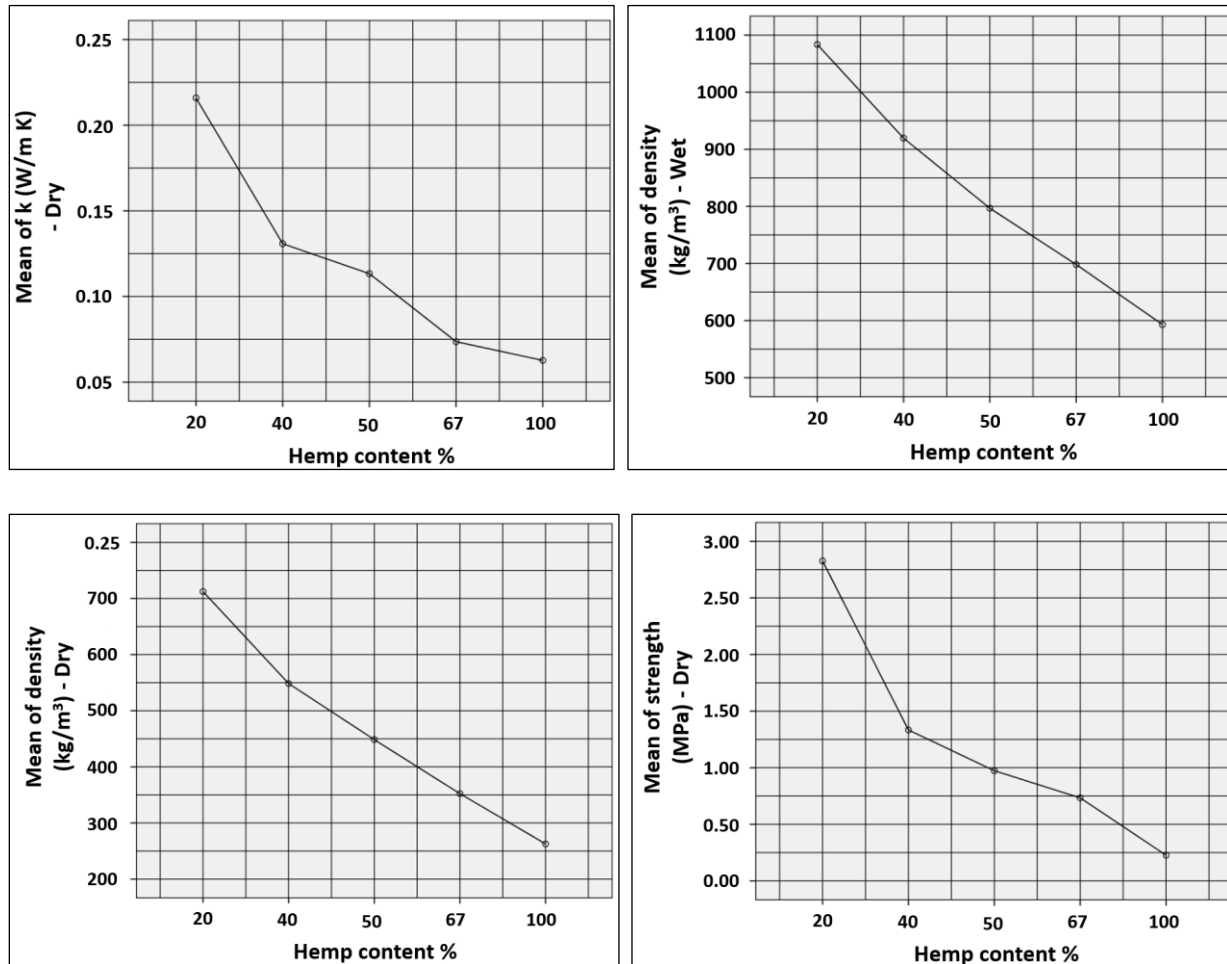 Mean of k (W/m K)
- Dry
0.25
0.20
0.15
0.10
0.05
20 40 50 67 100
Hemp content %
Mean of density
(kg/m³) - Wet
1100
1000
900
800
700
600
500
20 40 50 67 100
Hemp content %
Mean of density
(kg/m³) - Dry
0.25
700
600
500
400
300
200
20 40 50 67 100
Hemp content %
Mean of strength
(MPa) - Dry
3.00
2.50
2.00
1.50
1.00
0.50
0.00
20 40 50 67 100
Hemp content %